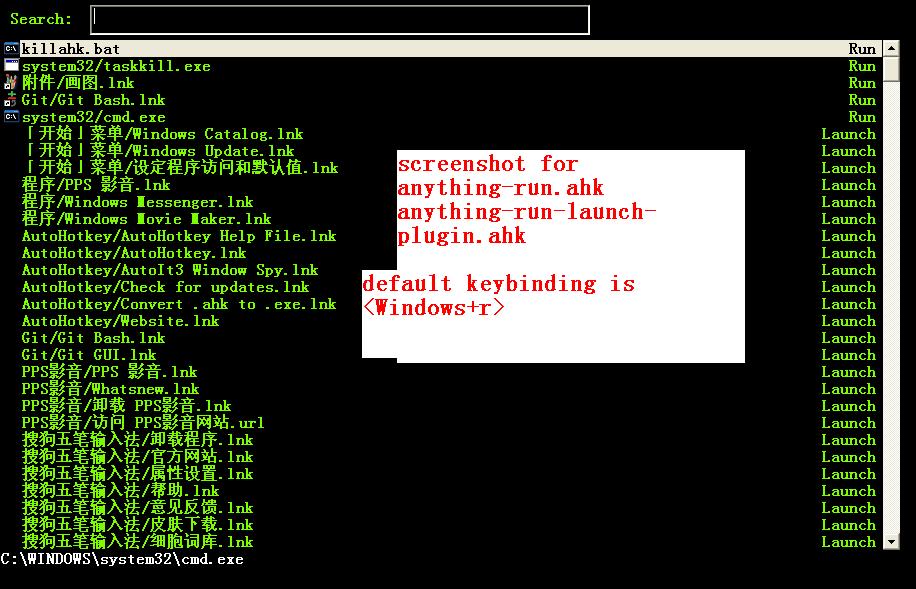 Search:
killahk.bat Run
system32/taskkill.exe Run
附件/画图.lnk Run
Git/Git Bash.lnk Run
system32/cmd.exe Run
「开始」菜单/Windows Catalog.lnk Launch
「开始」菜单/Windows Update.lnk Launch
「开始」菜单/设定程序访问和默认值.lnk Launch
程序/PPS 影音.lnk Launch
程序/Windows Messenger.lnk Launch
程序/Windows Movie Maker.lnk Launch
AutoHotkey/AutoHotkey Help File.lnk Launch
AutoHotkey/AutoHotkey.lnk Launch
AutoHotkey/AutoIt3 Window Spy.lnk Launch
AutoHotkey/Check for updates.lnk Launch
AutoHotkey/Convert .ahk to .exe.lnk Launch
AutoHotkey/Website.lnk Launch
Git/Git Bash.lnk Launch
Git/Git GUI.lnk Launch
PPS影音/PPS 影音.lnk Launch
PPS影音/Whatsnew.lnk Launch
PPS影音/卸载 PPS影音.lnk Launch
PPS影音/访问 PPS影音网站.url Launch
搜狗五笔输入法/卸载程序.lnk Launch
搜狗五笔输入法/官方网站.lnk Launch
搜狗五笔输入法/属性设置.lnk Launch
搜狗五笔输入法/帮助.lnk Launch
搜狗五笔输入法/意见反馈.lnk Launch
搜狗五笔输入法/皮肤下载.lnk Launch
搜狗五笔输入法/细胞词库.lnk Launch
C:\WINDOWS\system32\cmd.exe
screenshot for
anything-run.ahk
anything-run-launch-
plugin.ahk
default keybinding is
<Windows+r>